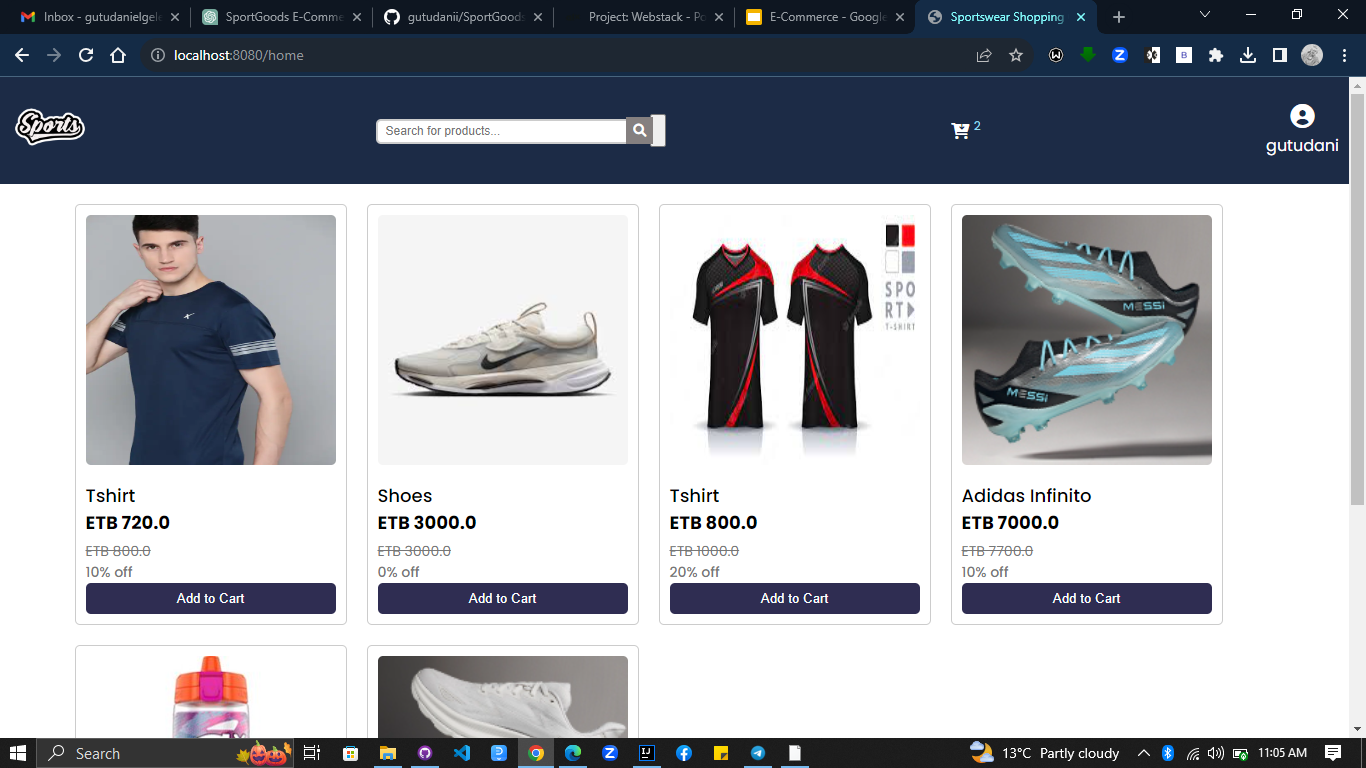 Inbox - gutudanielgele
SportGoods E-Comme
gutudanii/SportGoods
Project: Webstack - Po
E-Commerce - Google
Sportswear Shopping
localhost:8080/home
Sports
Search for products...
2
gutudani
SPO
RT
T-SHIRT
MESSI
MESSI
Tshirt
ETB 720.0
ETB 800.0
10% off
Add to Cart
Shoes
ETB 3000.0
ETB 3000.0
0% off
Add to Cart
Tshirt
ETB 800.0
ETB 1000.0
20% off
Add to Cart
Adidas Infinito
ETB 7000.0
ETB 7700.0
10% off
Add to Cart
Search
13°C Partly cloudy
11:05 AM